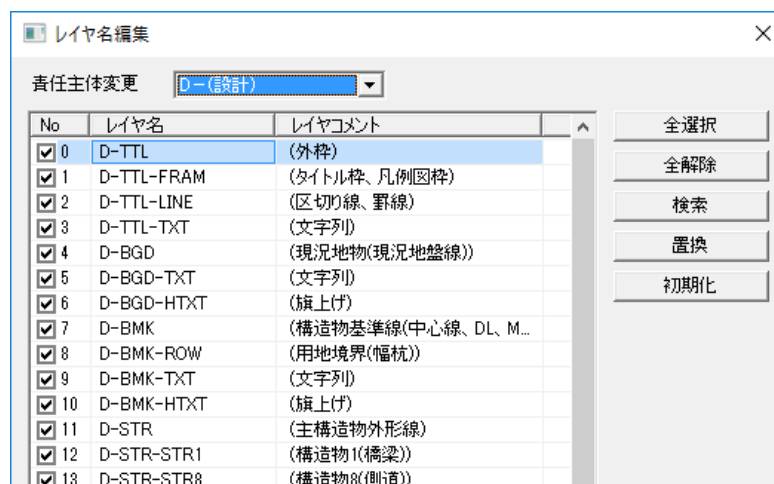 レイヤ名編集
責任主体変更 D-(設計)
No レイヤ名 レイヤコメント
0 D-TTL (外枠)
1 D-TTL-FRAM (タイトル枠、凡例図枠)
2 D-TTL-LINE (区切り線、罫線)
3 D-TTL-TXT (文字列)
4 D-BGD (現況地物(現況地盤線))
5 D-BGD-TXT (文字列)
6 D-BGD-HTXT (旗上げ)
7 D-BMK (構造物基準線(中心線、DL、M...
8 D-BMK-ROW (用地境界(幅杭))
9 D-BMK-TXT (文字列)
10 D-BMK-HTXT (旗上げ)
11 D-STR (主構造物外形線)
12 D-STR-STR1 (構造物1(橋梁))
13 D-STR-STR8 (構造物8(側道))
全選択
全解除
検索
置換
初期化